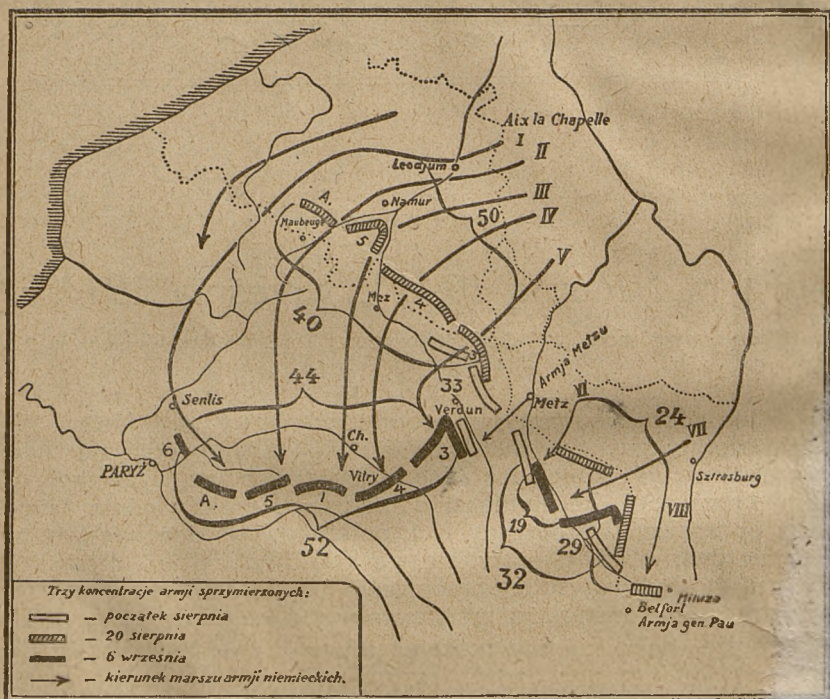 Aix la Chapelle
I
II
Leodjum
III
A.
Namur
50
IV
Maubeuge
5
V
4
Mez
40
3
Armja Metzu
44
33
VI
24
Senlis
Verdun
Metz
VII
6
Ch.
3
PARYŻ
Vitry
Sztrasburg
A.
5
1
4
19
VIII
52
29
32
Miluza
Belfort
Armja gen. Pau
Trzy koncentracje armji sprzymierzonych:
— początek sierpnia
— 20 sierpnia
— 6 września
— kierunek marszu armji niemieckich.